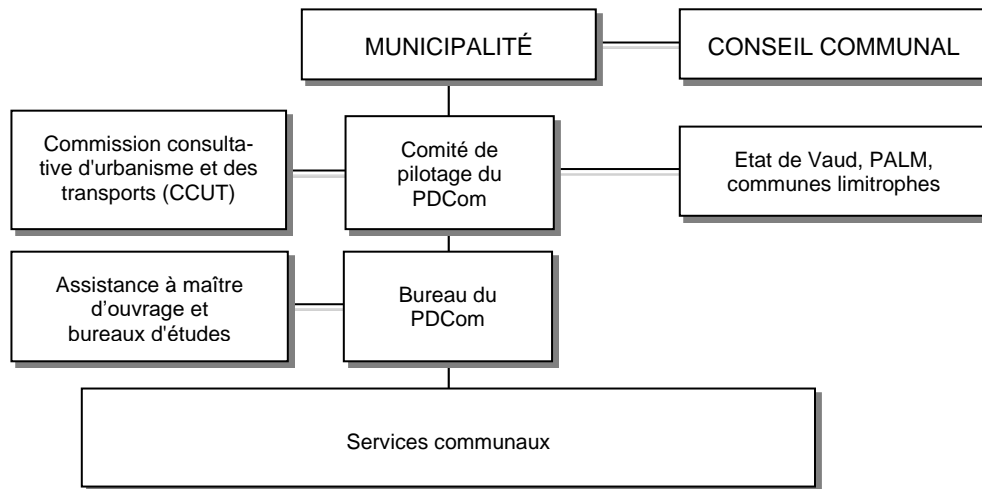 MUNICIPALITÉ
CONSEIL COMMUNAL
Commission consulta-
tive d'urbanisme et des
transports (CCUT)
Comité de
pilotage du
PDCom
Etat de Vaud, PALM,
communes limitrophes
Assistance à maître
d’ouvrage et
bureaux d'études
Bureau du
PDCom
Services communaux